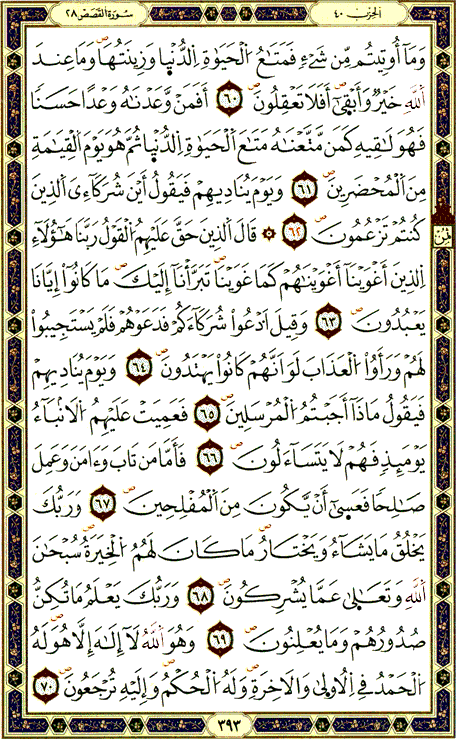 الحزب ٤٠
سورة القصص ٢٨
وَمَآ أُوتِيتُم مِّن شَىْءٍ فَمَتَٰعُ ٱلْحَيَوٰةِ ٱلدُّنْيَا وَزِينَتُهَا ۖ وَمَا عِندَ
ٱللَّهِ خَيْرٌ وَأَبْقَىٰٓ ۚ أَفَلَا تَعْقِلُونَ ٦٠ أَفَمَن وَعَدْنَٰهُ وَعْدًا حَسَنًا
فَهُوَ لَٰقِيهِ كَمَن مَّتَّعْنَٰهُ مَتَٰعَ ٱلْحَيَوٰةِ ٱلدُّنْيَا ثُمَّ هُوَ يَوْمَ ٱلْقِيَٰمَةِ
مِنَ ٱلْمُحْضَرِينَ ٦١ وَيَوْمَ يُنَادِيهِمْ فَيَقُولُ أَيْنَ شُرَكَآءِىَ ٱلَّذِينَ
كُنتُمْ تَزْعُمُونَ ٦٢ ۞ قَالَ ٱلَّذِينَ حَقَّ عَلَيْهِمُ ٱلْقَوْلُ رَبَّنَا هَٰٓؤُلَآءِ
ٱلَّذِينَ أَغْوَيْنَآ أَغْوَيْنَٰهُمْ كَمَا غَوَيْنَا ۖ تَبَرَّأْنَآ إِلَيْكَ ۖ مَا كَانُوٓا۟ إِيَّانَا
يَعْبُدُونَ ٦٣ وَقِيلَ ٱدْعُوا۟ شُرَكَآءَكُمْ فَدَعَوْهُمْ فَلَمْ يَسْتَجِيبُوا۟
لَهُمْ وَرَأَوُا۟ ٱلْعَذَابَ ۚ لَوْ أَنَّهُمْ كَانُوا۟ يَهْتَدُونَ ٦٤ وَيَوْمَ يُنَادِيهِمْ
فَيَقُولُ مَاذَآ أَجَبْتُمُ ٱلْمُرْسَلِينَ ٦٥ فَعَمِيَتْ عَلَيْهِمُ ٱلْأَنۢبَآءُ
يَوْمَئِذٍ فَهُمْ لَا يَتَسَآءَلُونَ ٦٦ فَأَمَّا مَن تَابَ وَءَامَنَ وَعَمِلَ
صَٰلِحًا فَعَسَىٰٓ أَن يَكُونَ مِنَ ٱلْمُفْلِحِينَ ٦٧ وَرَبُّكَ
يَخْلُقُ مَا يَشَآءُ وَيَخْتَارُ ۗ مَا كَانَ لَهُمُ ٱلْخِيَرَةُ ۚ سُبْحَٰنَ
ٱللَّهِ وَتَعَٰلَىٰ عَمَّا يُشْرِكُونَ ٦٨ وَرَبُّكَ يَعْلَمُ مَا تُكِنُّ
صُدُورُهُمْ وَمَا يُعْلِنُونَ ٦٩ وَهُوَ ٱللَّهُ لَآ إِلَٰهَ إِلَّا هُوَ ۖ لَهُ
ٱلْحَمْدُ فِى ٱلْأُولَىٰ وَٱلْءَاخِرَةِ ۖ وَلَهُ ٱلْحُكْمُ وَإِلَيْهِ تُرْجَعُونَ ٧٠
٣٩٣